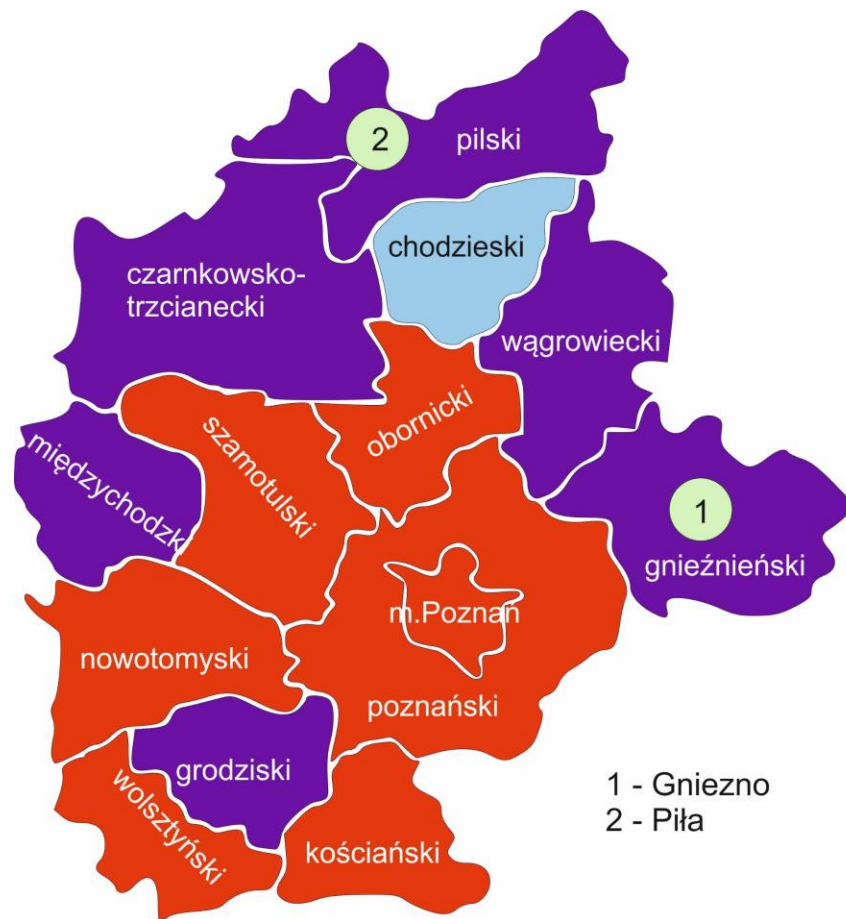 2
pilski
chodzieski
czarnkowsko-
trzcianecki
wągrowiecki
obornicki
szamotulski
międzychodzki
1
gnieźnieński
m.Poznań
nowotomyski
poznański
grodziski
wolsztyński
kościański
1 - Gniezno
2 - Piła